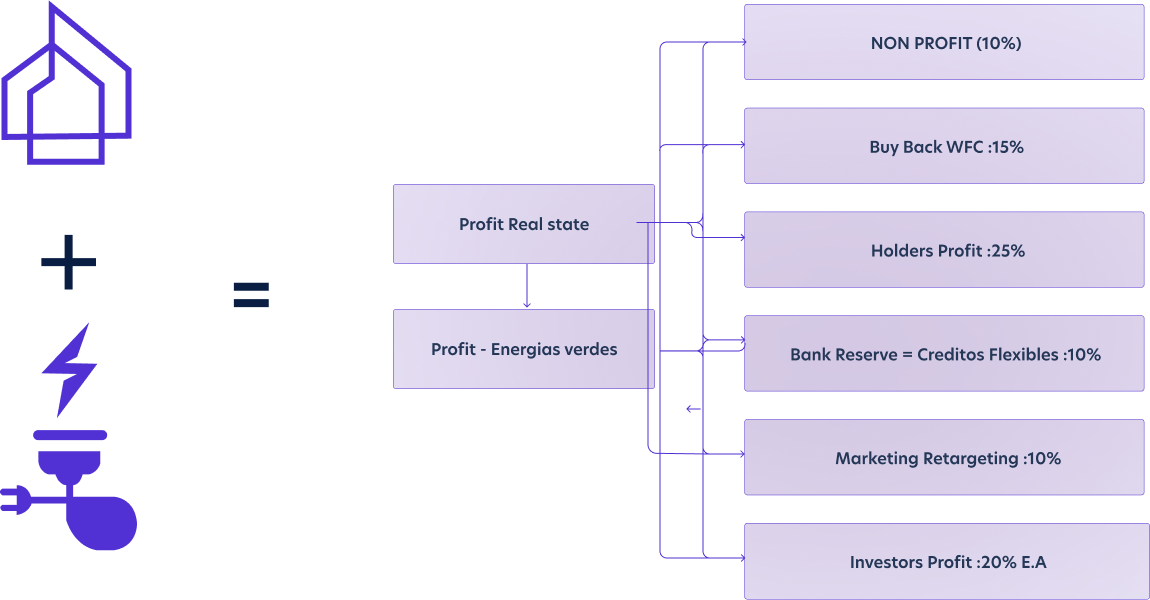 NON PROFIT (10%)
Buy Back WFC :15%
Profit Real state
Holders Profit :25%
Profit - Energias verdes
Bank Reserve = Creditos Flexibles :10%
Marketing Retargeting :10%
Investors Profit :20% E.A